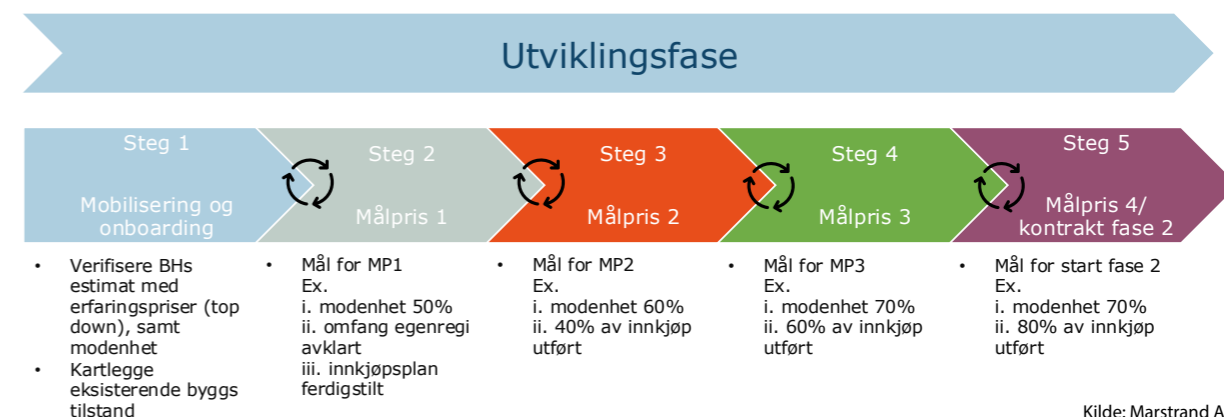 Utviklingsfase
Steg 1
Mobilisering og
onboarding
Steg 2
Målpris 1
Steg 3
Målpris 2
Steg 4
Målpris 3
Steg 5
Målpris 4/
kontrakt fase 2
• Verifisere BHs
estimat med
erfaringspriser (top
down), samt
modenhet
• Kartlegge
eksisterende byggs
tilstand
• Mål for MP1
Ex.
i. modenhet 50%
ii. omfang egenregi
avklart
iii. innkjøpsplan
ferdigstilt
• Mål for MP2
Ex.
i. modenhet 60%
ii. 40% av innkjøp
utført
• Mål for MP3
Ex.
i. modenhet 70%
ii. 60% av innkjøp
utført
• Mål for start fase 2
Ex.
i. modenhet 70%
ii. 80% av innkjøp
utført
Kilde: Marstrand A